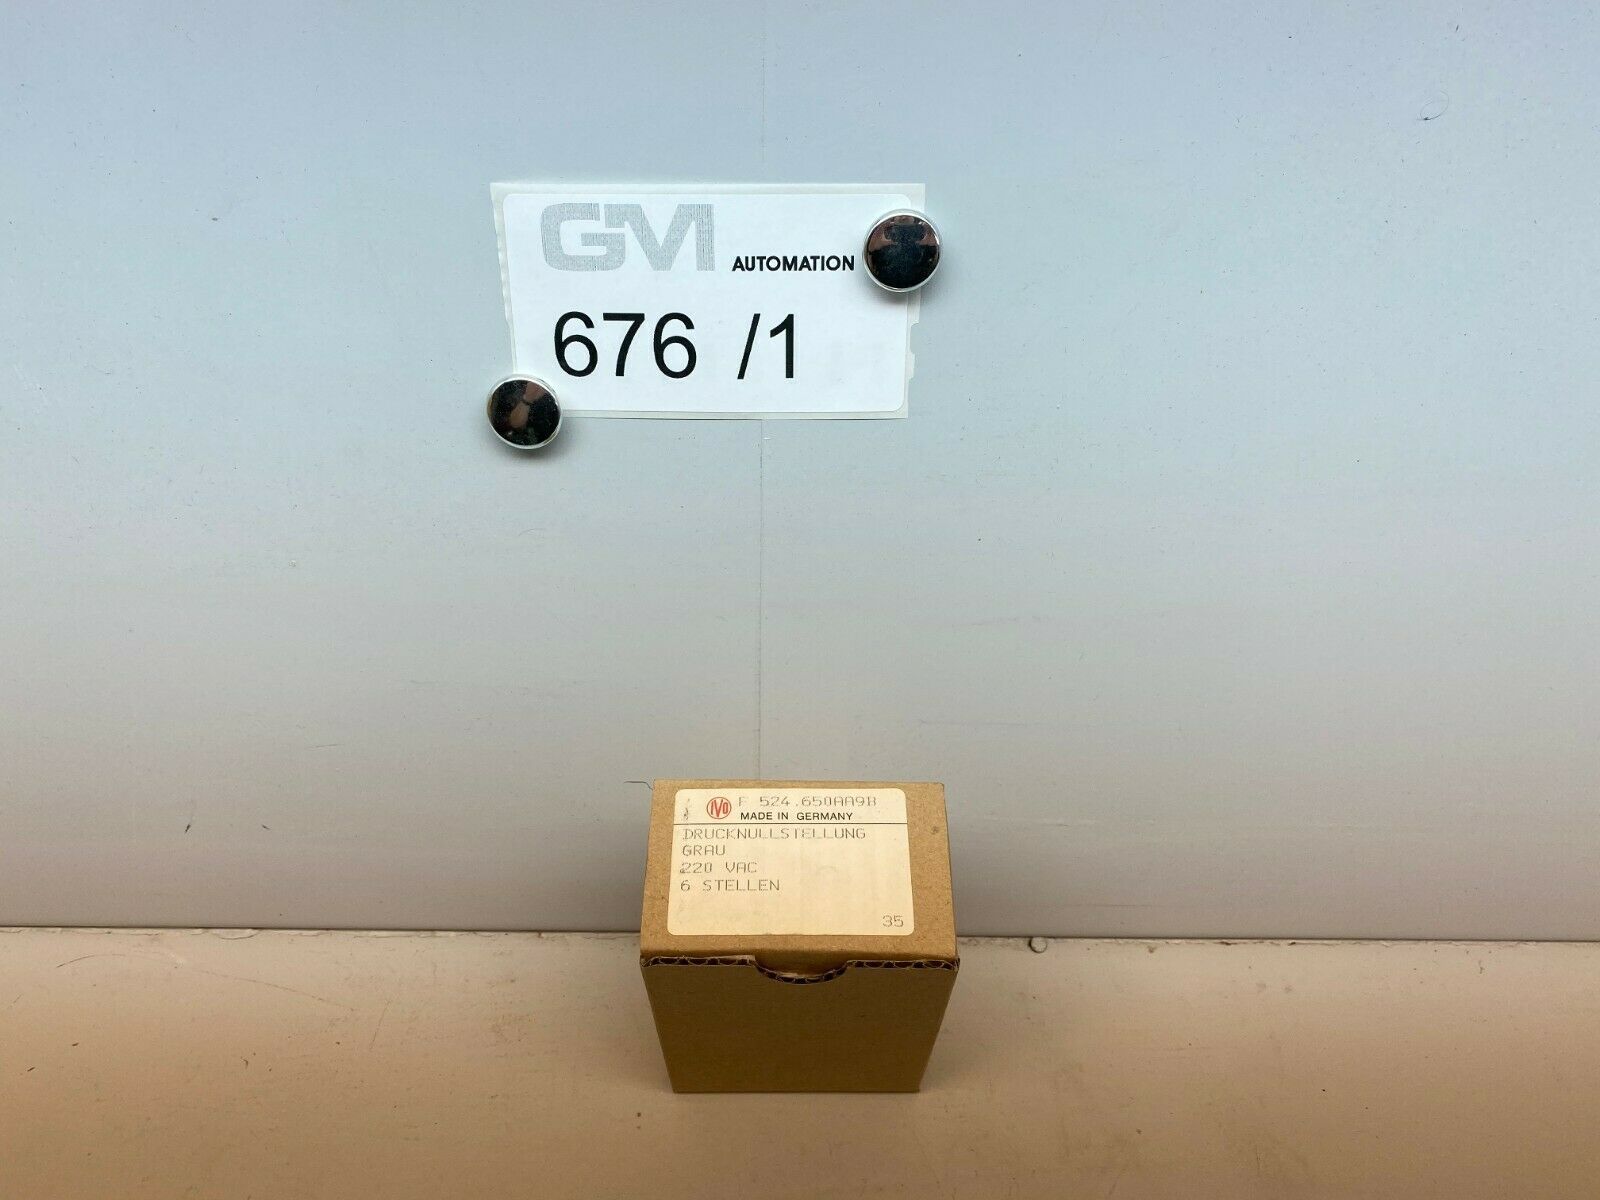 GM AUTOMATION
676 /1
IVO F 524.650AA9B
MADE IN GERMANY
DRUCKNULLSTELLUNG
GRAU
220 VAC
6 STELLEN
35